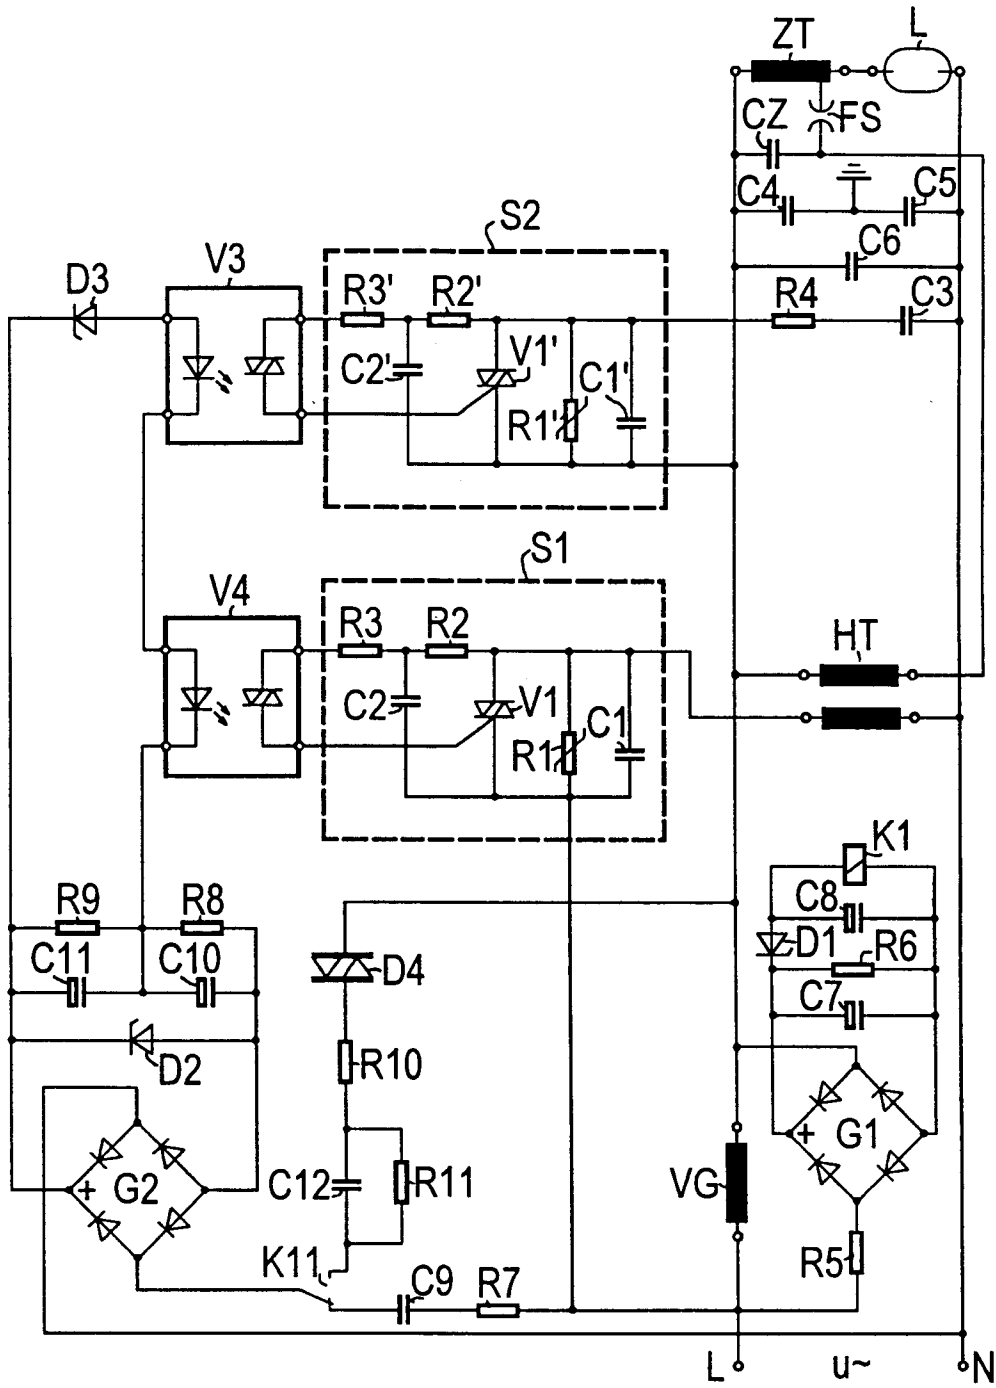 ZT L
CZ FS
C4 C5
S2 C6
D3 V3 R3' R2' R4 C3
C2' V1' C1'
R1'
S1
V4 R3 R2 HT
C2 V1 C1
R1
K1
R9 R8 C8
C11 C10 D4 D1 R6
C7
D2 R10
+ G2 + G1
C12 R11 VG
K11 C9 R7 R5
L u~ N